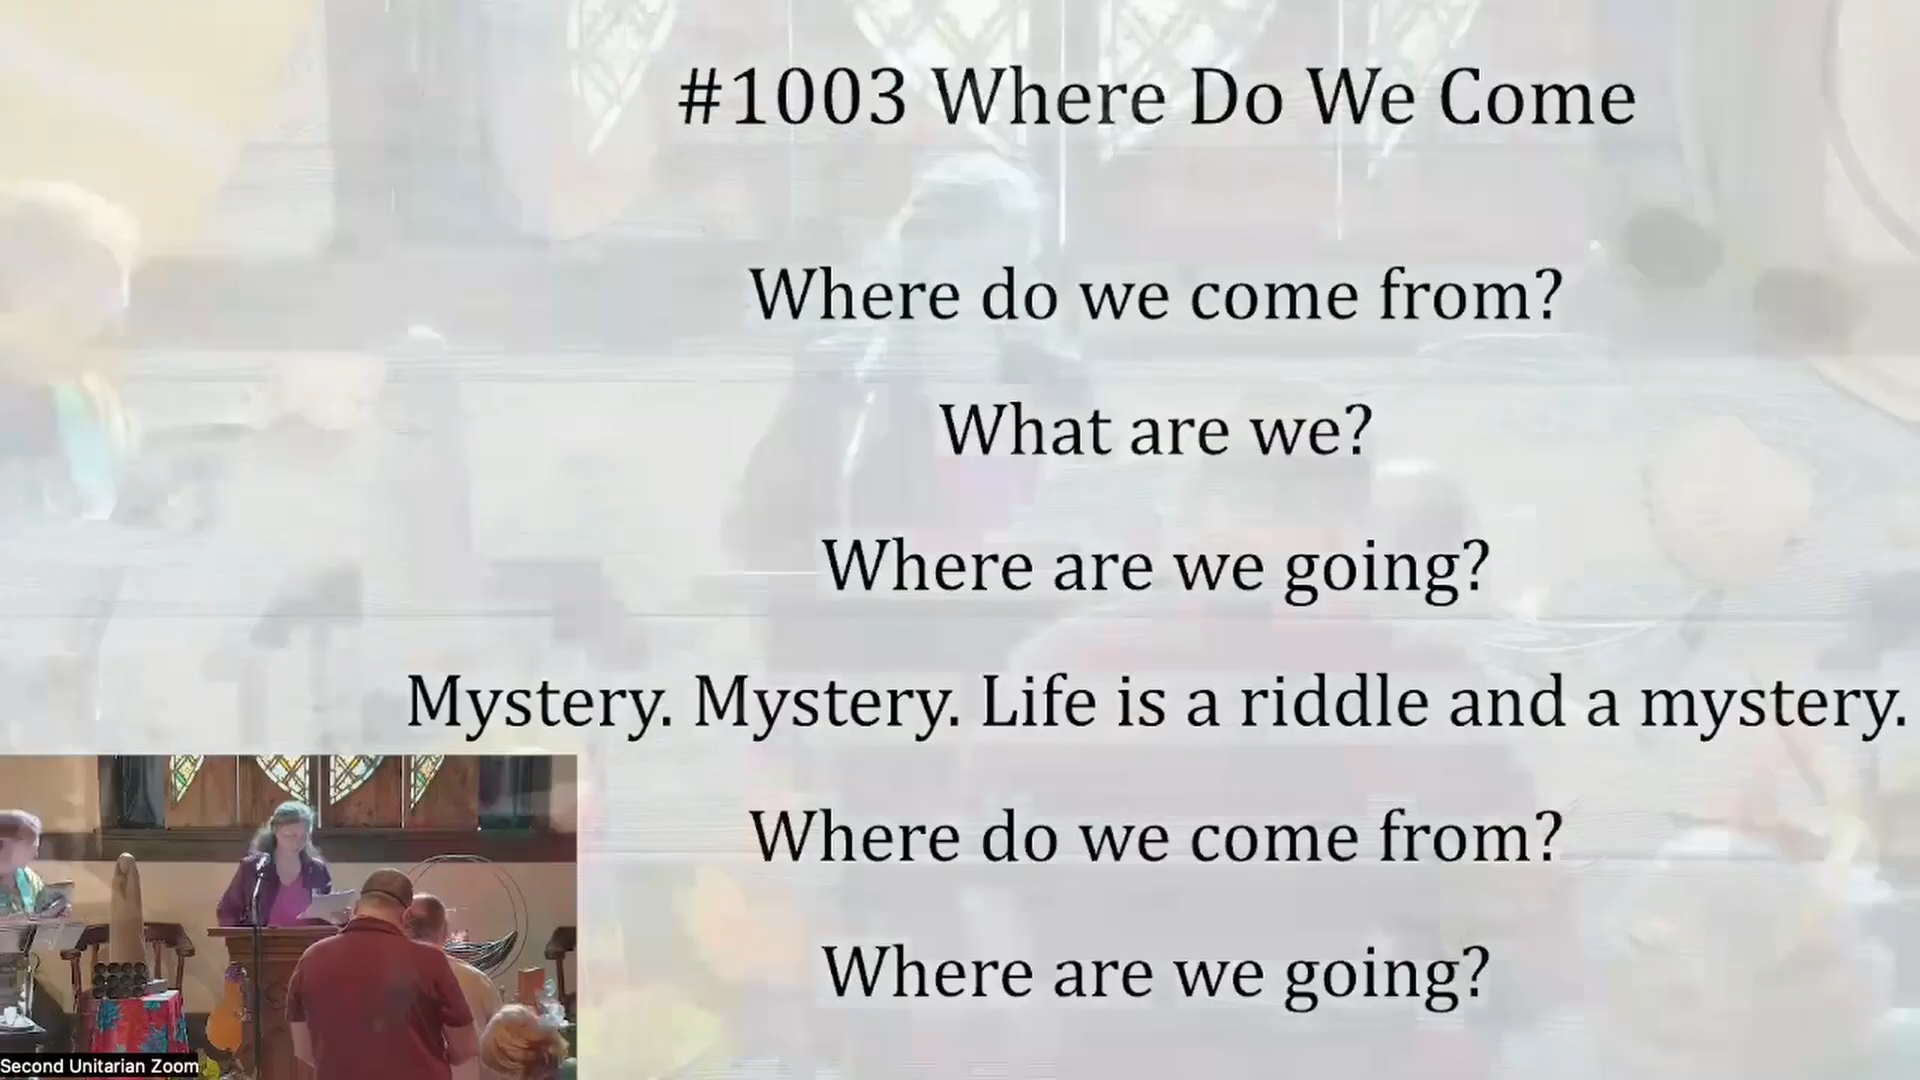 #1003 Where Do We Come
Where do we come from?
What are we?
Where are we going?
Mystery. Mystery. Life is a riddle and a mystery.
Where do we come from?
Where are we going?
Second Unitarian Zoom